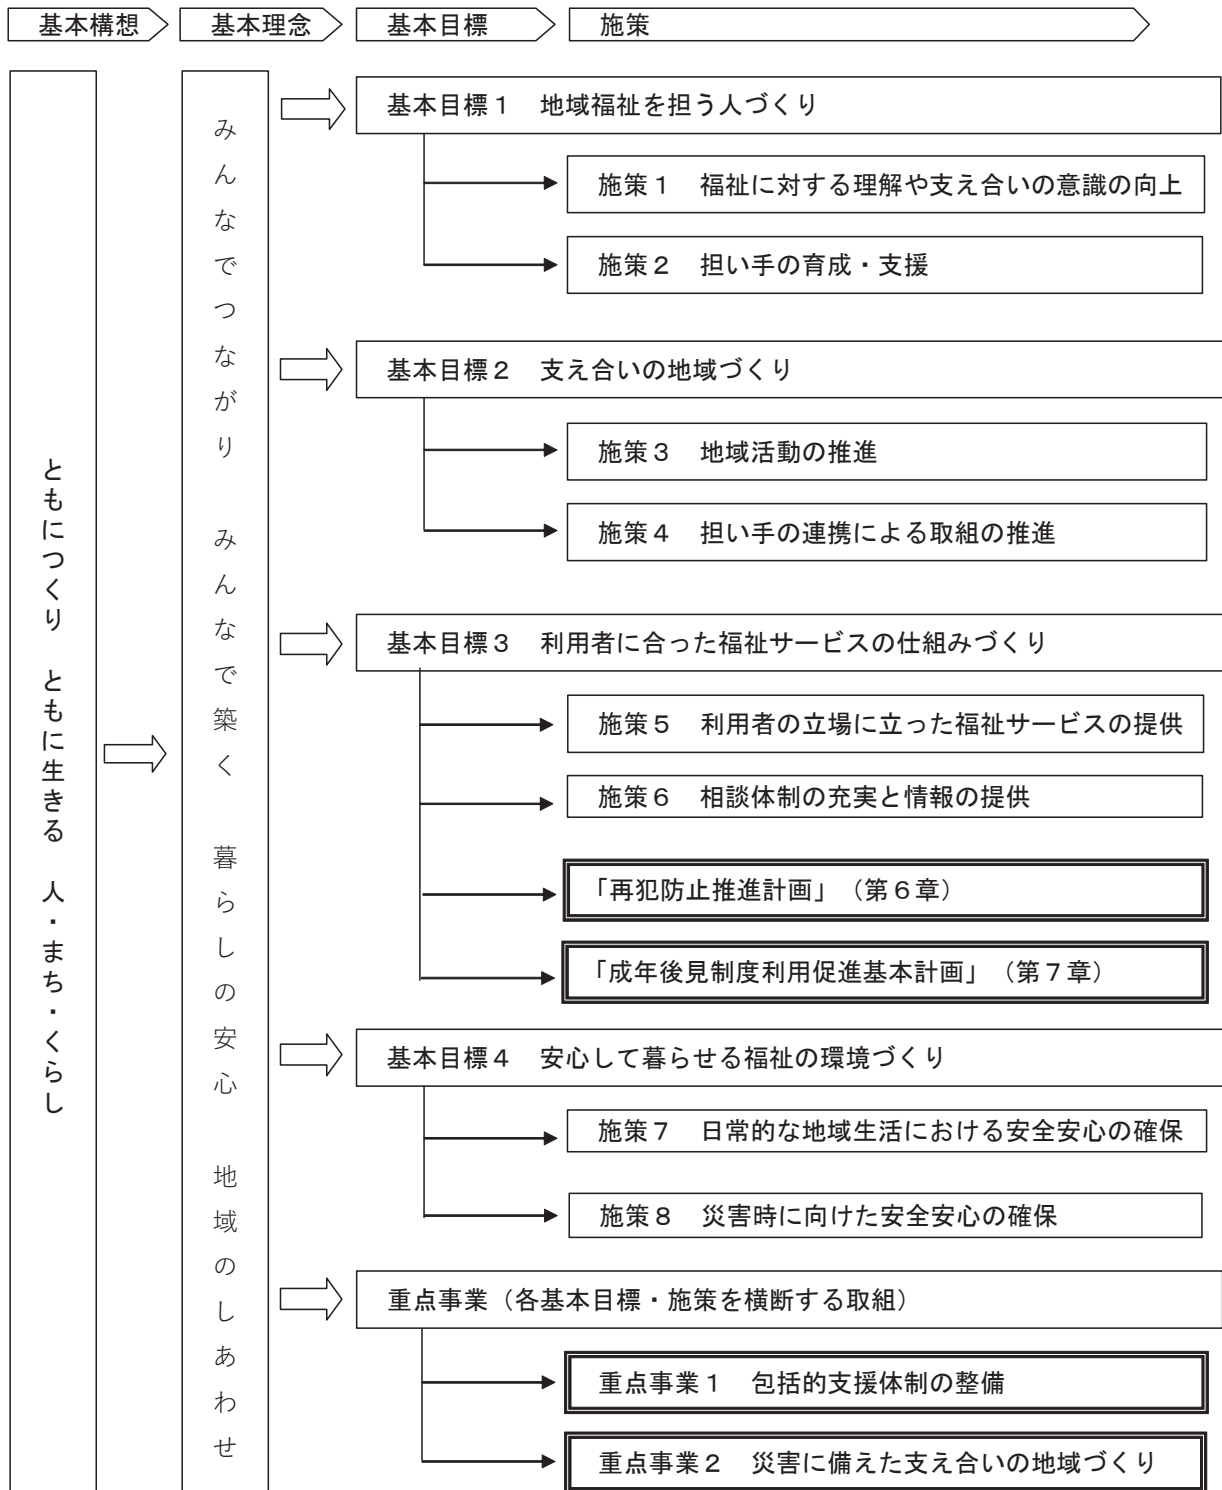 基本構想
基本理念
基本目標
施策
ともにつくり　ともに生きる　人・まち・くらし
みんなでつながり　みんなで築く　暮らしの安心　地域のしあわせ
基本目標１　地域福祉を担う人づくり
施策１　福祉に対する理解や支え合いの意識の向上
施策２　担い手の育成・支援
基本目標２　支え合いの地域づくり
施策３　地域活動の推進
施策４　担い手の連携による取組の推進
基本目標３　利用者に合った福祉サービスの仕組みづくり
施策５　利用者の立場に立った福祉サービスの提供
施策６　相談体制の充実と情報の提供
「再犯防止推進計画」（第６章）
「成年後見制度利用促進基本計画」（第７章）
基本目標４　安心して暮らせる福祉の環境づくり
施策７　日常的な地域生活における安全安心の確保
施策８　災害時に向けた安全安心の確保
重点事業（各基本目標・施策を横断する取組）
重点事業１　包括的支援体制の整備
重点事業２　災害に備えた支え合いの地域づくり